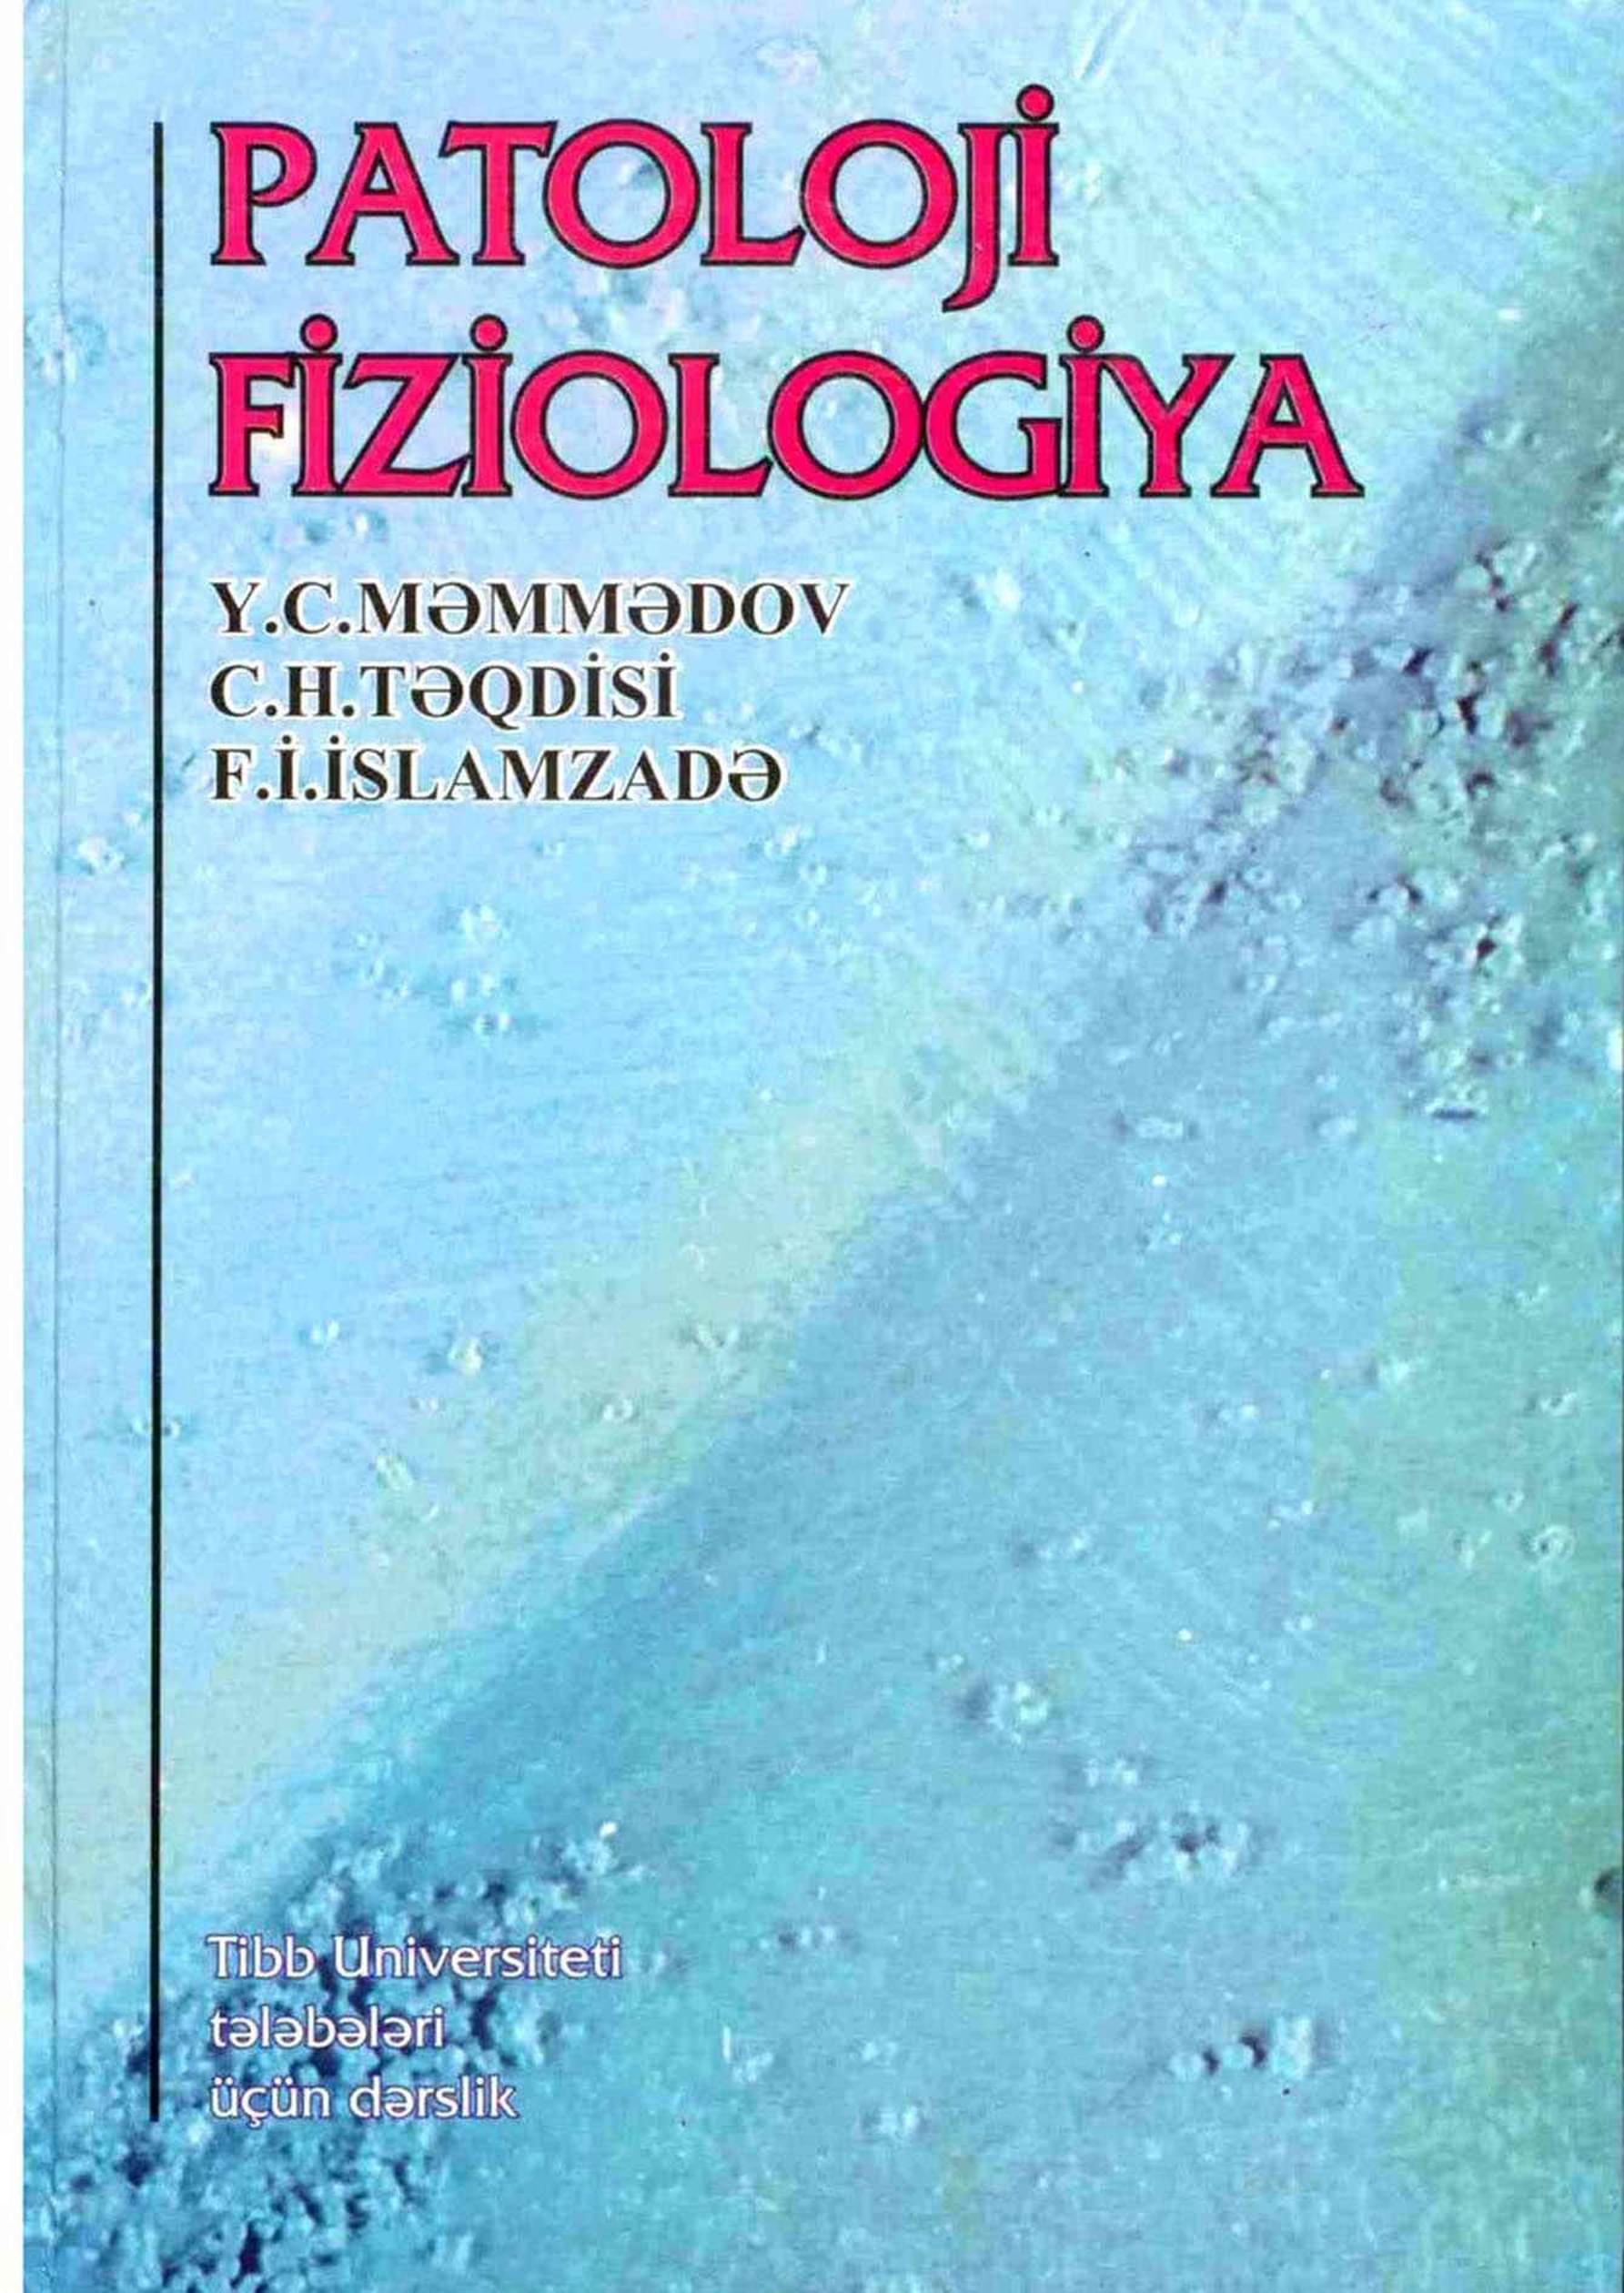 PATOLOJİ
FİZİOLOGİYA
Y.C.MƏMMƏDOV
C.H.TƏQDİSİ
F.İ.İSLAMZADƏ
Tibb Universiteti
tələbələri
üçün dərslik